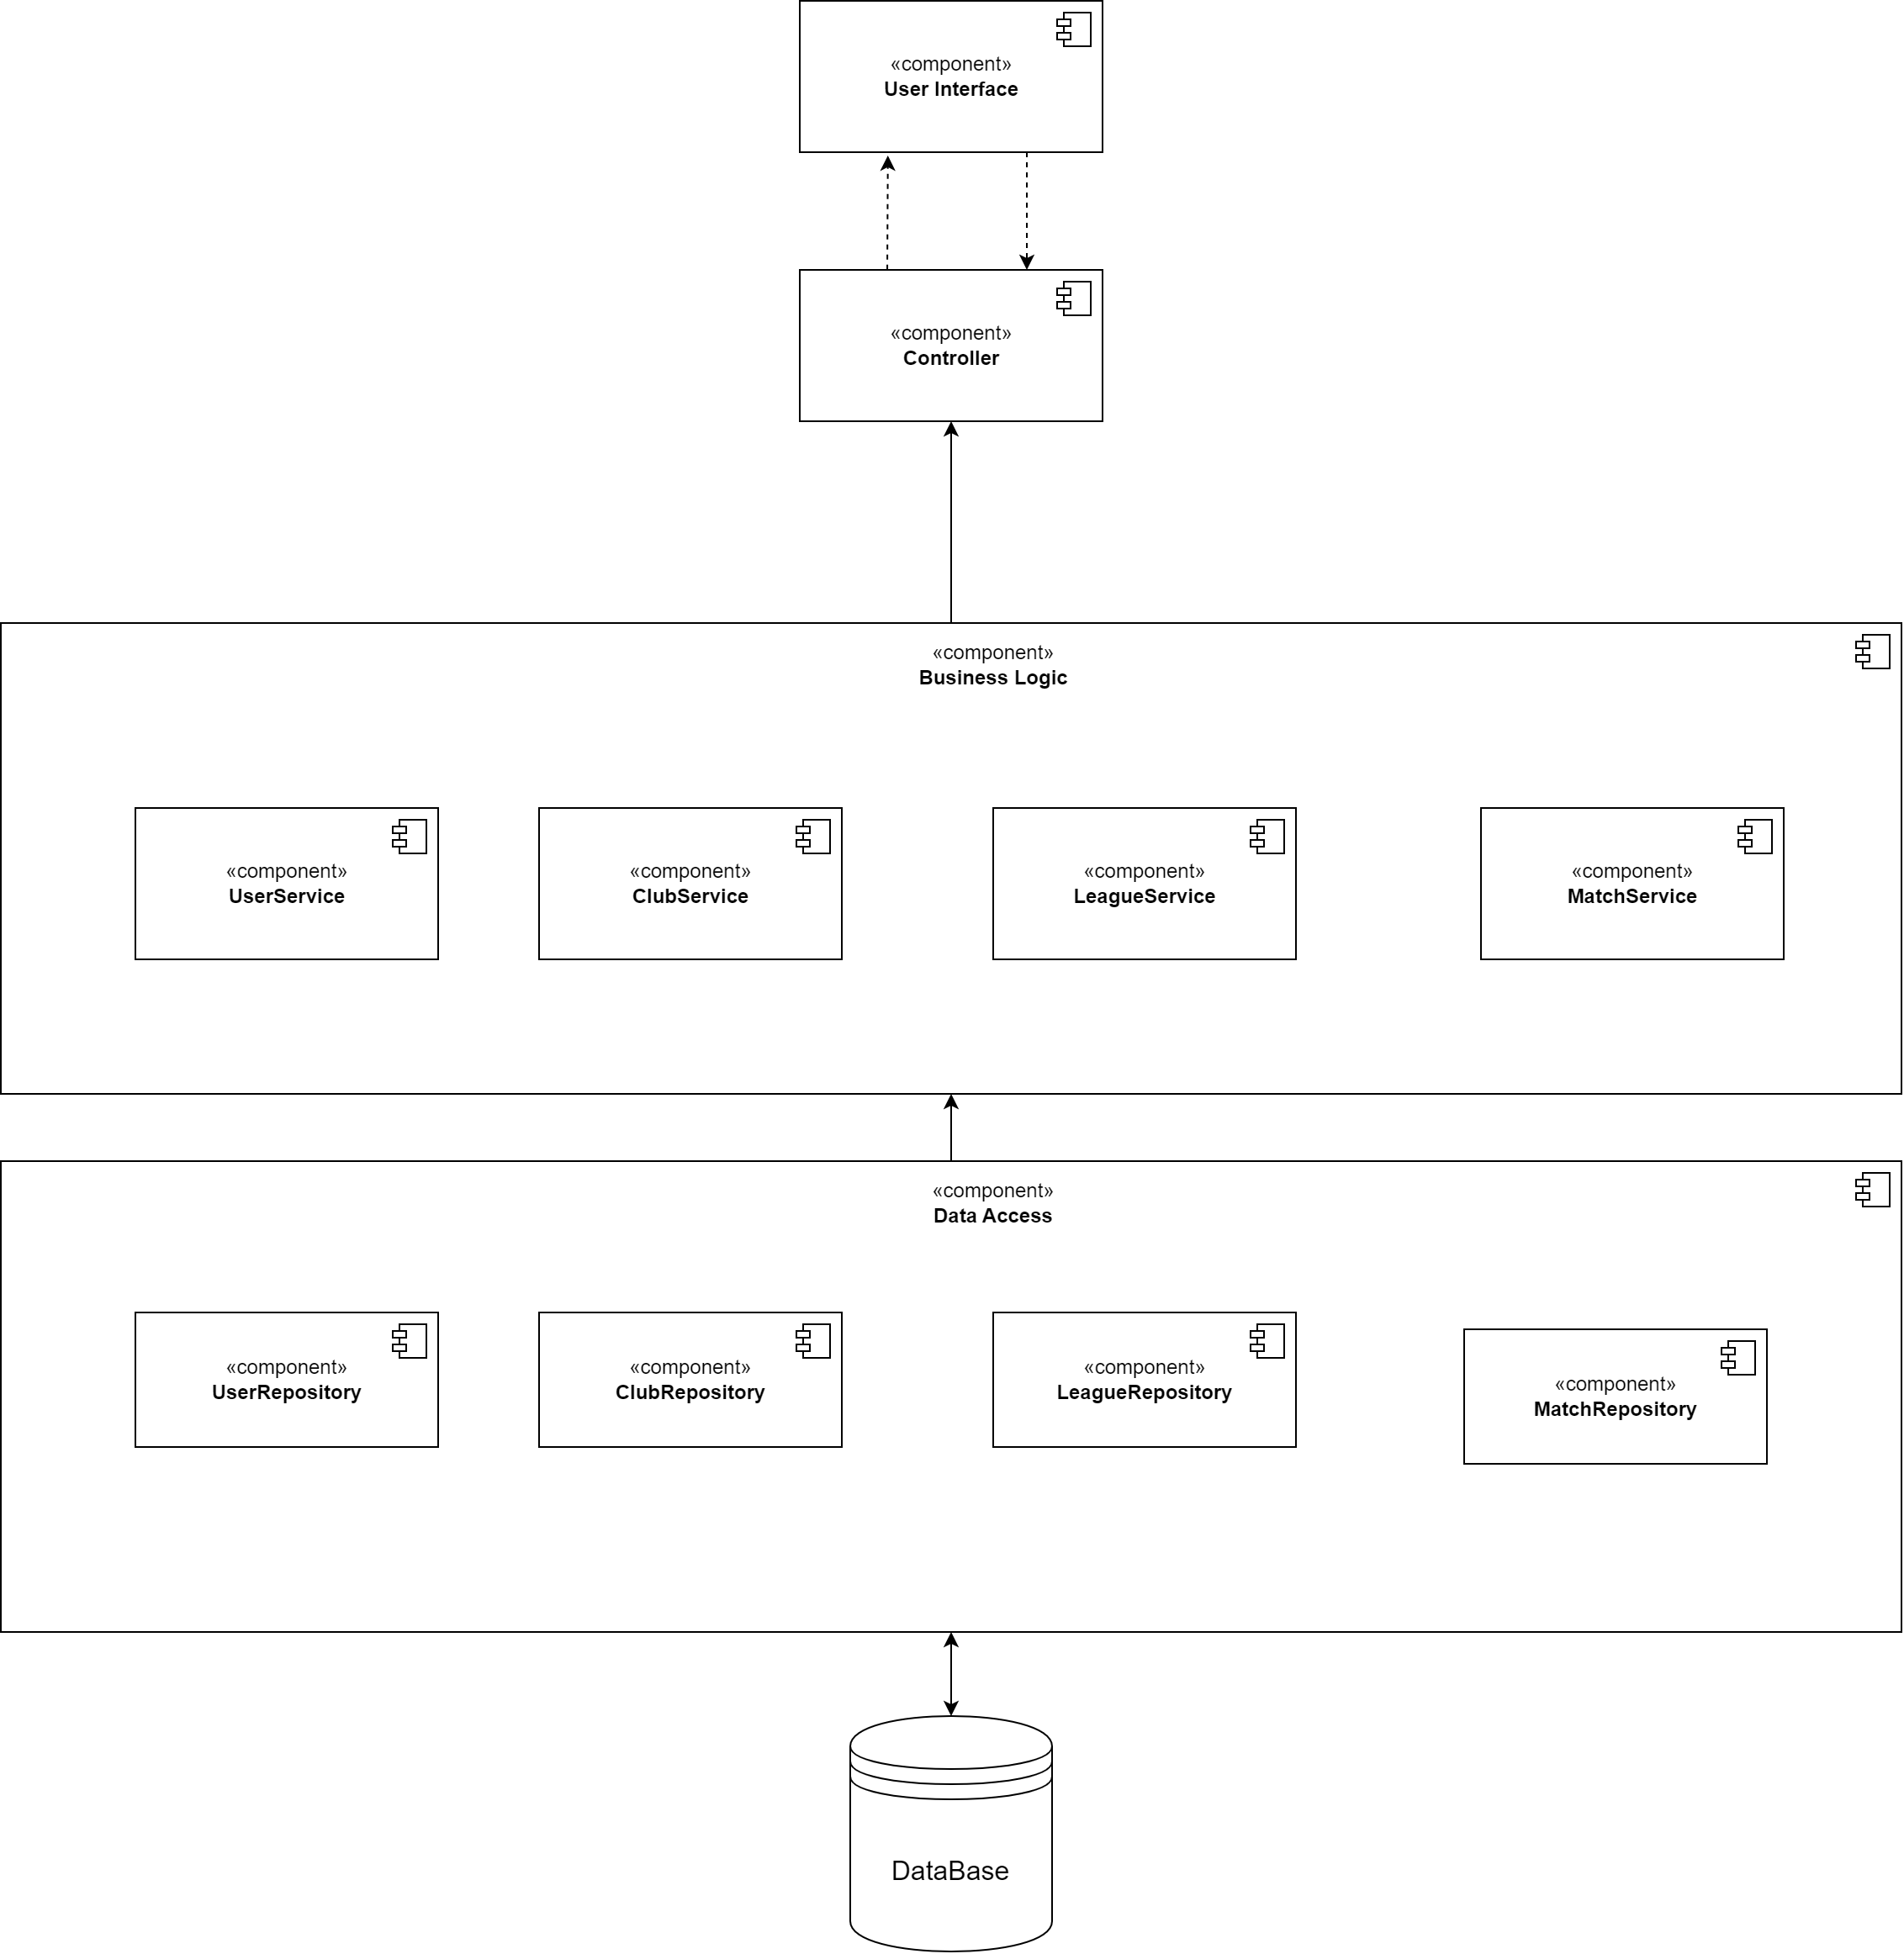 «component»
User Interface
«component»
Controller
«component»
Business Logic
«component»
UserService
«component»
ClubService
«component»
LeagueService
«component»
MatchService
«component»
Data Access
«component»
UserRepository
«component»
ClubRepository
«component»
LeagueRepository
«component»
MatchRepository
DataBase